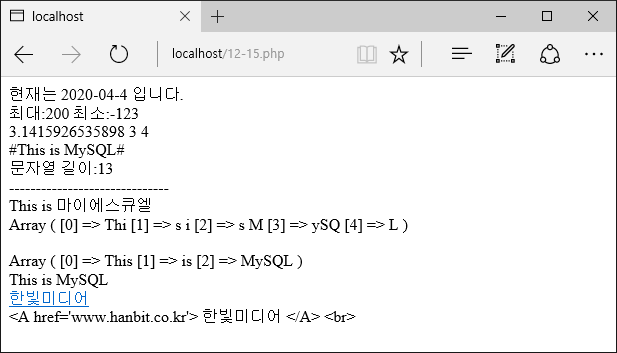 localhost
localhost/12-15.php
현재는 2020-04-4 입니다.
최대:200 최소:-123
3.1415926535898 3 4
#This is MySQL#
문자열 길이:13
------------------------------
This is 마이에스큐엘
Array ( [0] => Thi [1] => s i [2] => s M [3] => ySQ [4] => L )
Array ( [0] => This [1] => is [2] => MySQL )
This is MySQL
한빛미디어
<A href='www.hanbit.co.kr'> 한빛미디어 </A> <br>